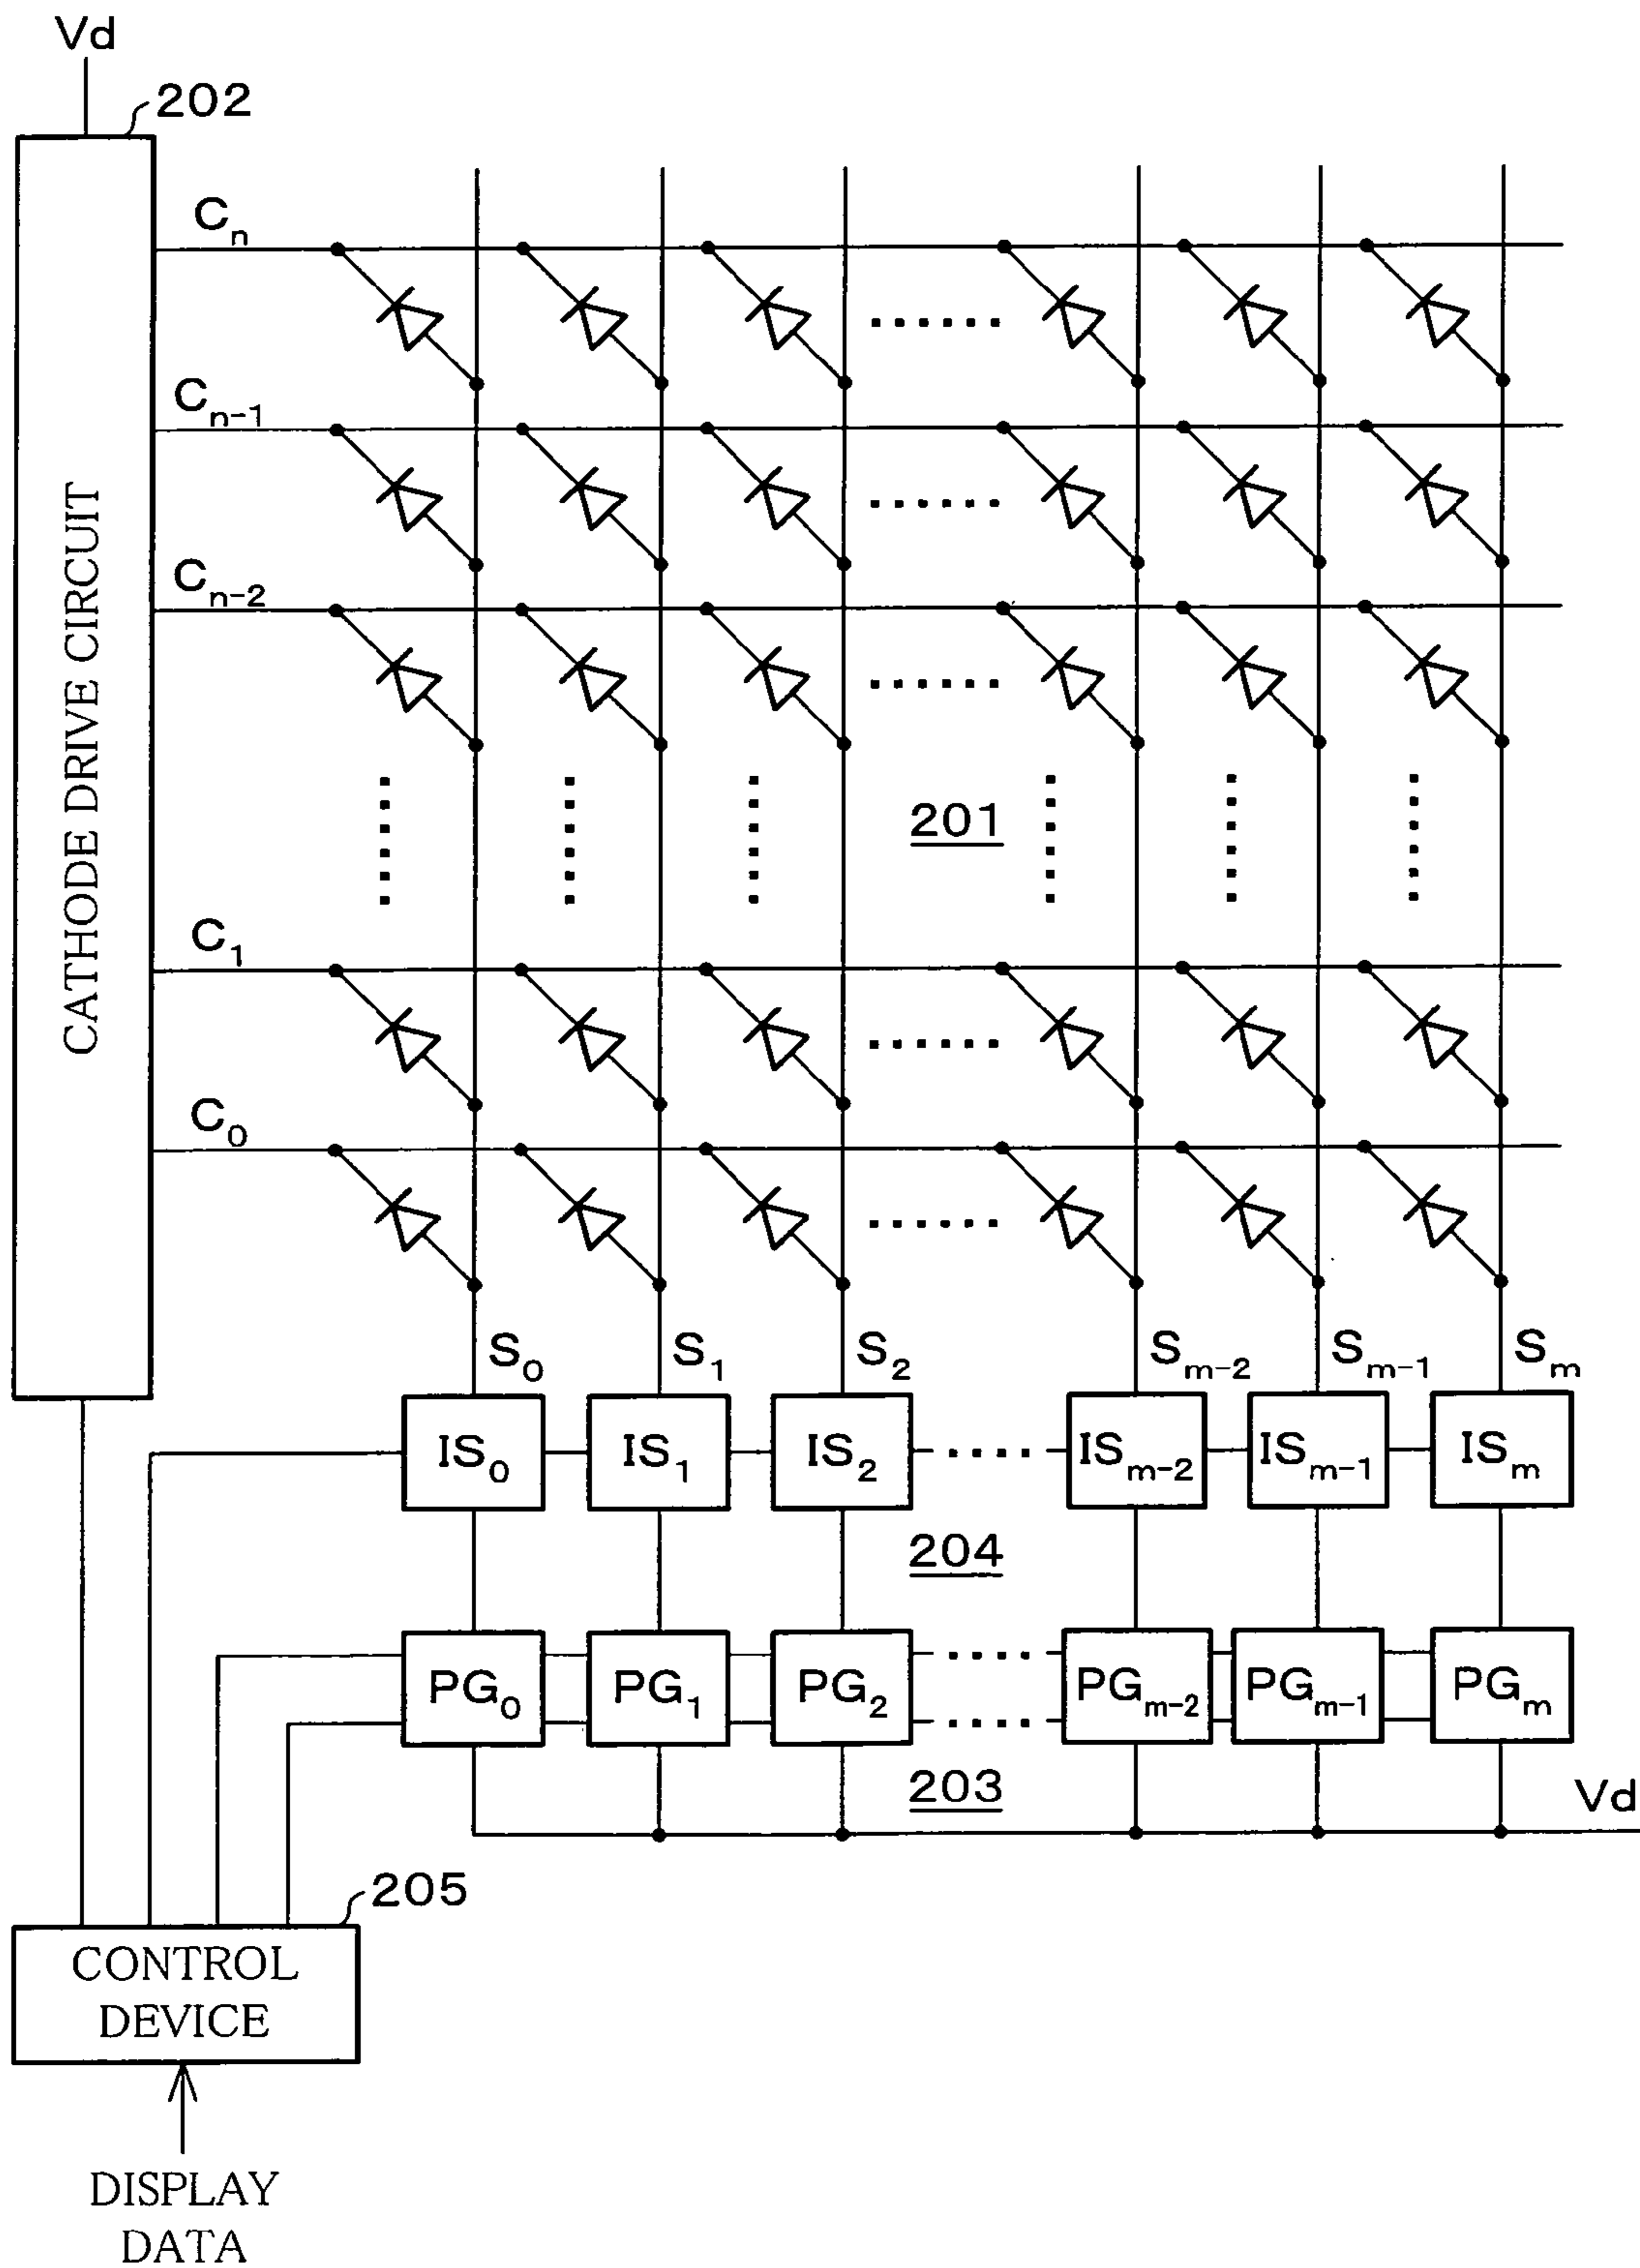 Vd
202
CATHODE DRIVE CIRCUIT
Cn
Cn-1
Cn-2
201
C1
C0
S0 S1 S2 Sm-2 Sm-1 Sm
IS0 IS1 IS2 ISm-2 ISm-1 ISm
204
PG0 PG1 PG2 PGm-2 PGm-1 PGm
203
Vd
205
CONTROL
DEVICE
DISPLAY
DATA